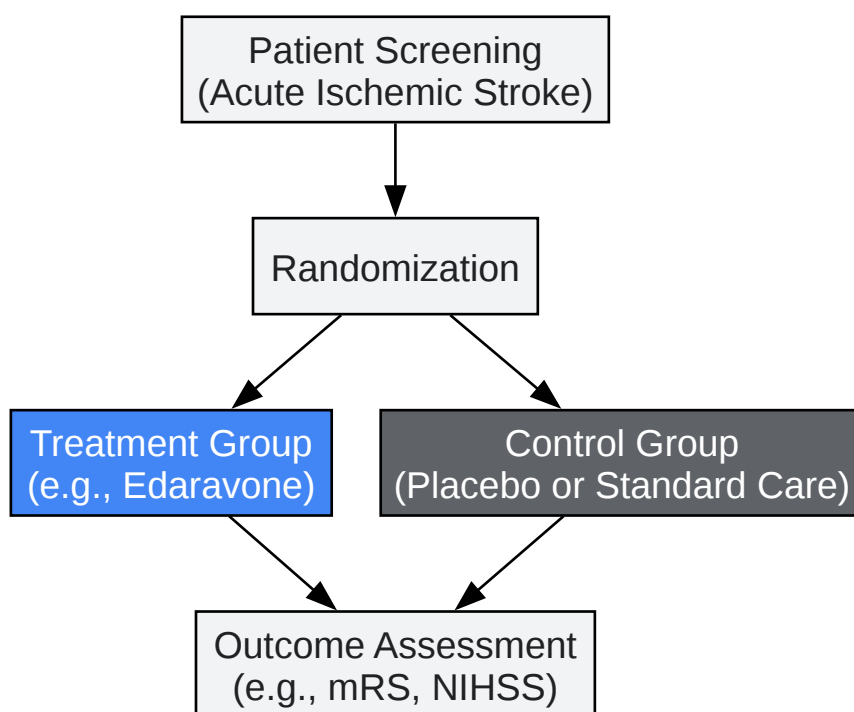 Patient Screening
(Acute Ischemic Stroke)
Randomization
Treatment Group
(e.g., Edaravone)
Control Group
(Placebo or Standard Care)
Outcome Assessment
(e.g., mRS, NIHSS)